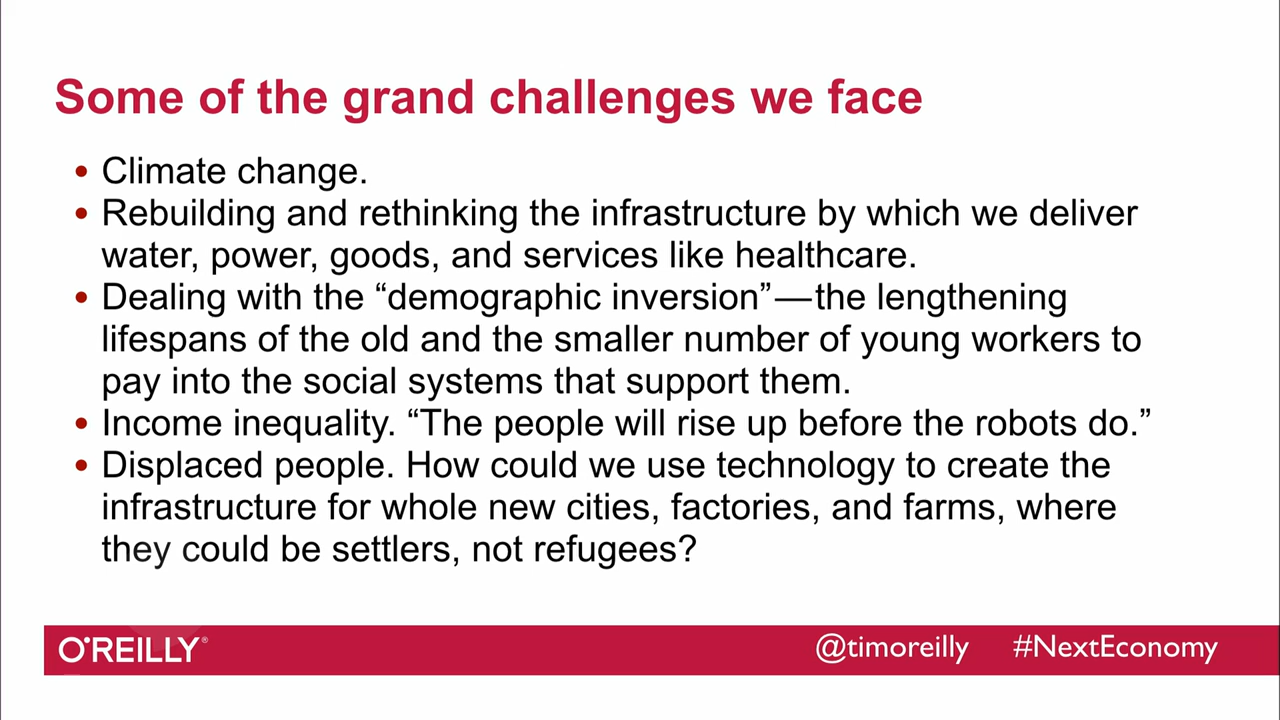 Some of the grand challenges we face
• Climate change.
• Rebuilding and rethinking the infrastructure by which we deliver
water, power, goods, and services like healthcare.
• Dealing with the “demographic inversion”—the lengthening
lifespans of the old and the smaller number of young workers to
pay into the social systems that support them.
• Income inequality. “The people will rise up before the robots do.”
• Displaced people. How could we use technology to create the
infrastructure for whole new cities, factories, and farms, where
they could be settlers, not refugees?
O'REILLY® @timoreilly #NextEconomy